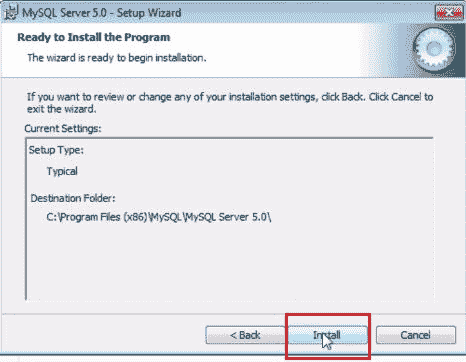 MySQL Server 5.0 - Setup Wizard
Ready to Install the Program
The wizard is ready to begin installation.
If you want to review or change any of your installation settings, click Back. Click Cancel to
exit the wizard.
Current Settings:
Setup Type:
Typical
Destination Folder:
C:\Program Files (x86)\MySQL\MySQL Server 5.0\
< Back Install Cancel